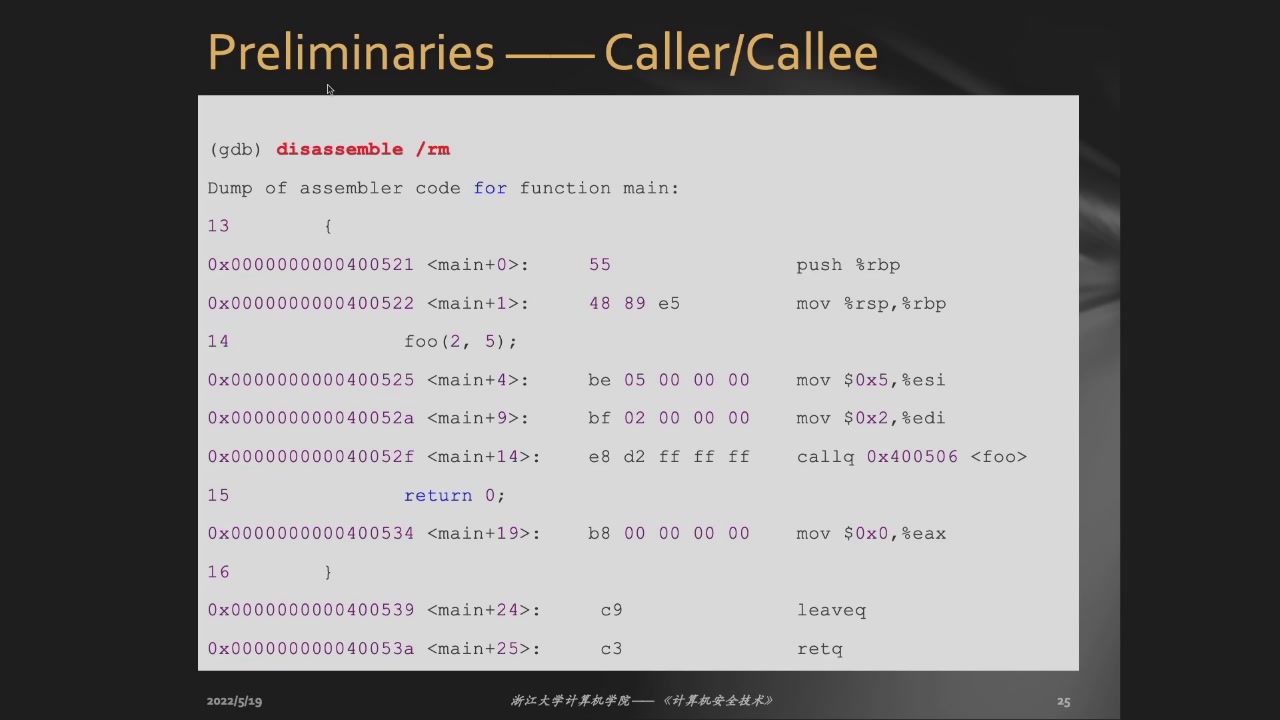 Preliminaries —— Caller/Callee
(gdb) disassemble /rm
Dump of assembler code for function main:
13 {
0x0000000000400521 <main+0>: 55 push %rbp
0x0000000000400522 <main+1>: 48 89 e5 mov %rsp,%rbp
14 foo(2, 5);
0x0000000000400525 <main+4>: be 05 00 00 00 mov $0x5,%esi
0x000000000040052a <main+9>: bf 02 00 00 00 mov $0x2,%edi
0x000000000040052f <main+14>: e8 d2 ff ff ff callq 0x400506 <foo>
15 return 0;
0x0000000000400534 <main+19>: b8 00 00 00 00 mov $0x0,%eax
16 }
0x0000000000400539 <main+24>: c9 leaveq
0x000000000040053a <main+25>: c3 retq
2022/5/19 浙江大学计算机学院——《计算机安全技术》 25